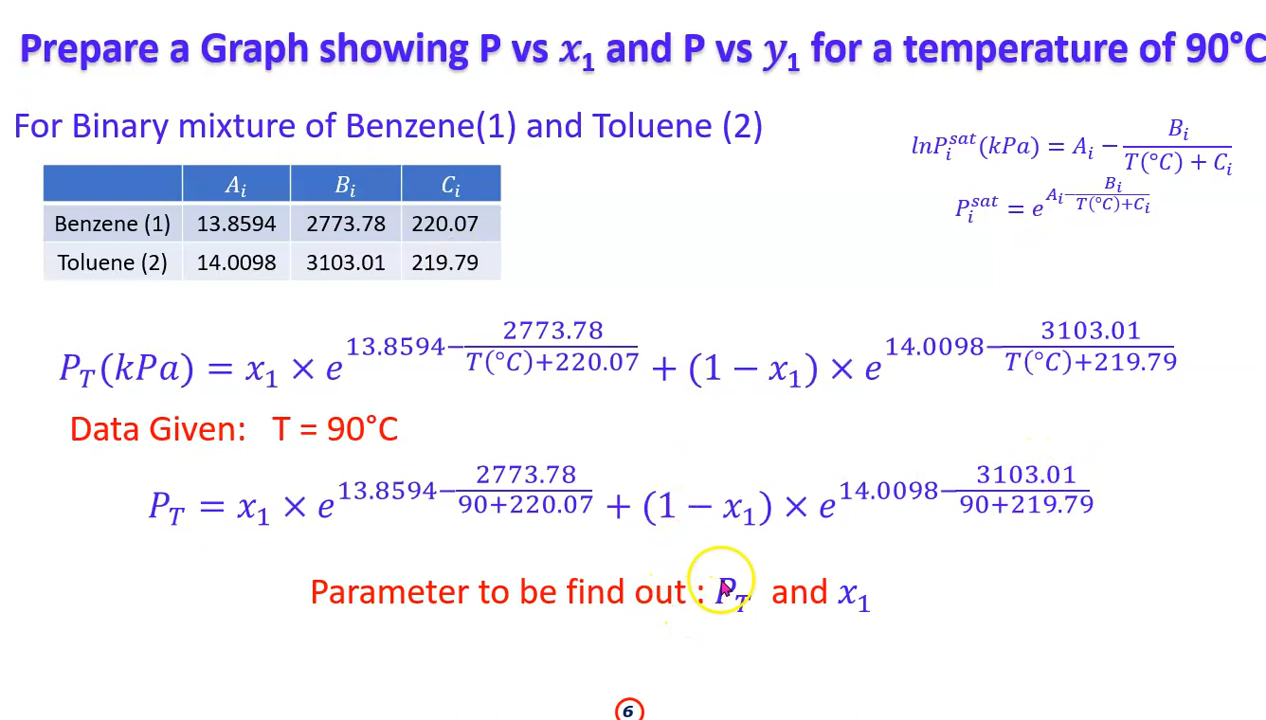 Prepare a Graph showing P vs x₁ and P vs y₁ for a temperature of 90°C
For Binary mixture of Benzene(1) and Toluene (2)
lnPᵢˢᵃᵗ(kPa) = Aᵢ − Bᵢ / (T(°C) + Cᵢ)
Pᵢˢᵃᵗ = e^(Aᵢ − Bᵢ / (T(°C)+Cᵢ))
Aᵢ Bᵢ Cᵢ
Benzene (1) 13.8594 2773.78 220.07
Toluene (2) 14.0098 3103.01 219.79
P_T(kPa) = x₁ × e^(13.8594 − 2773.78 / (T(°C)+220.07)) + (1 − x₁) × e^(14.0098 − 3103.01 / (T(°C)+219.79))
Data Given: T = 90°C
P_T = x₁ × e^(13.8594 − 2773.78 / (90+220.07)) + (1 − x₁) × e^(14.0098 − 3103.01 / (90+219.79))
Parameter to be find out : P_T and x₁
6